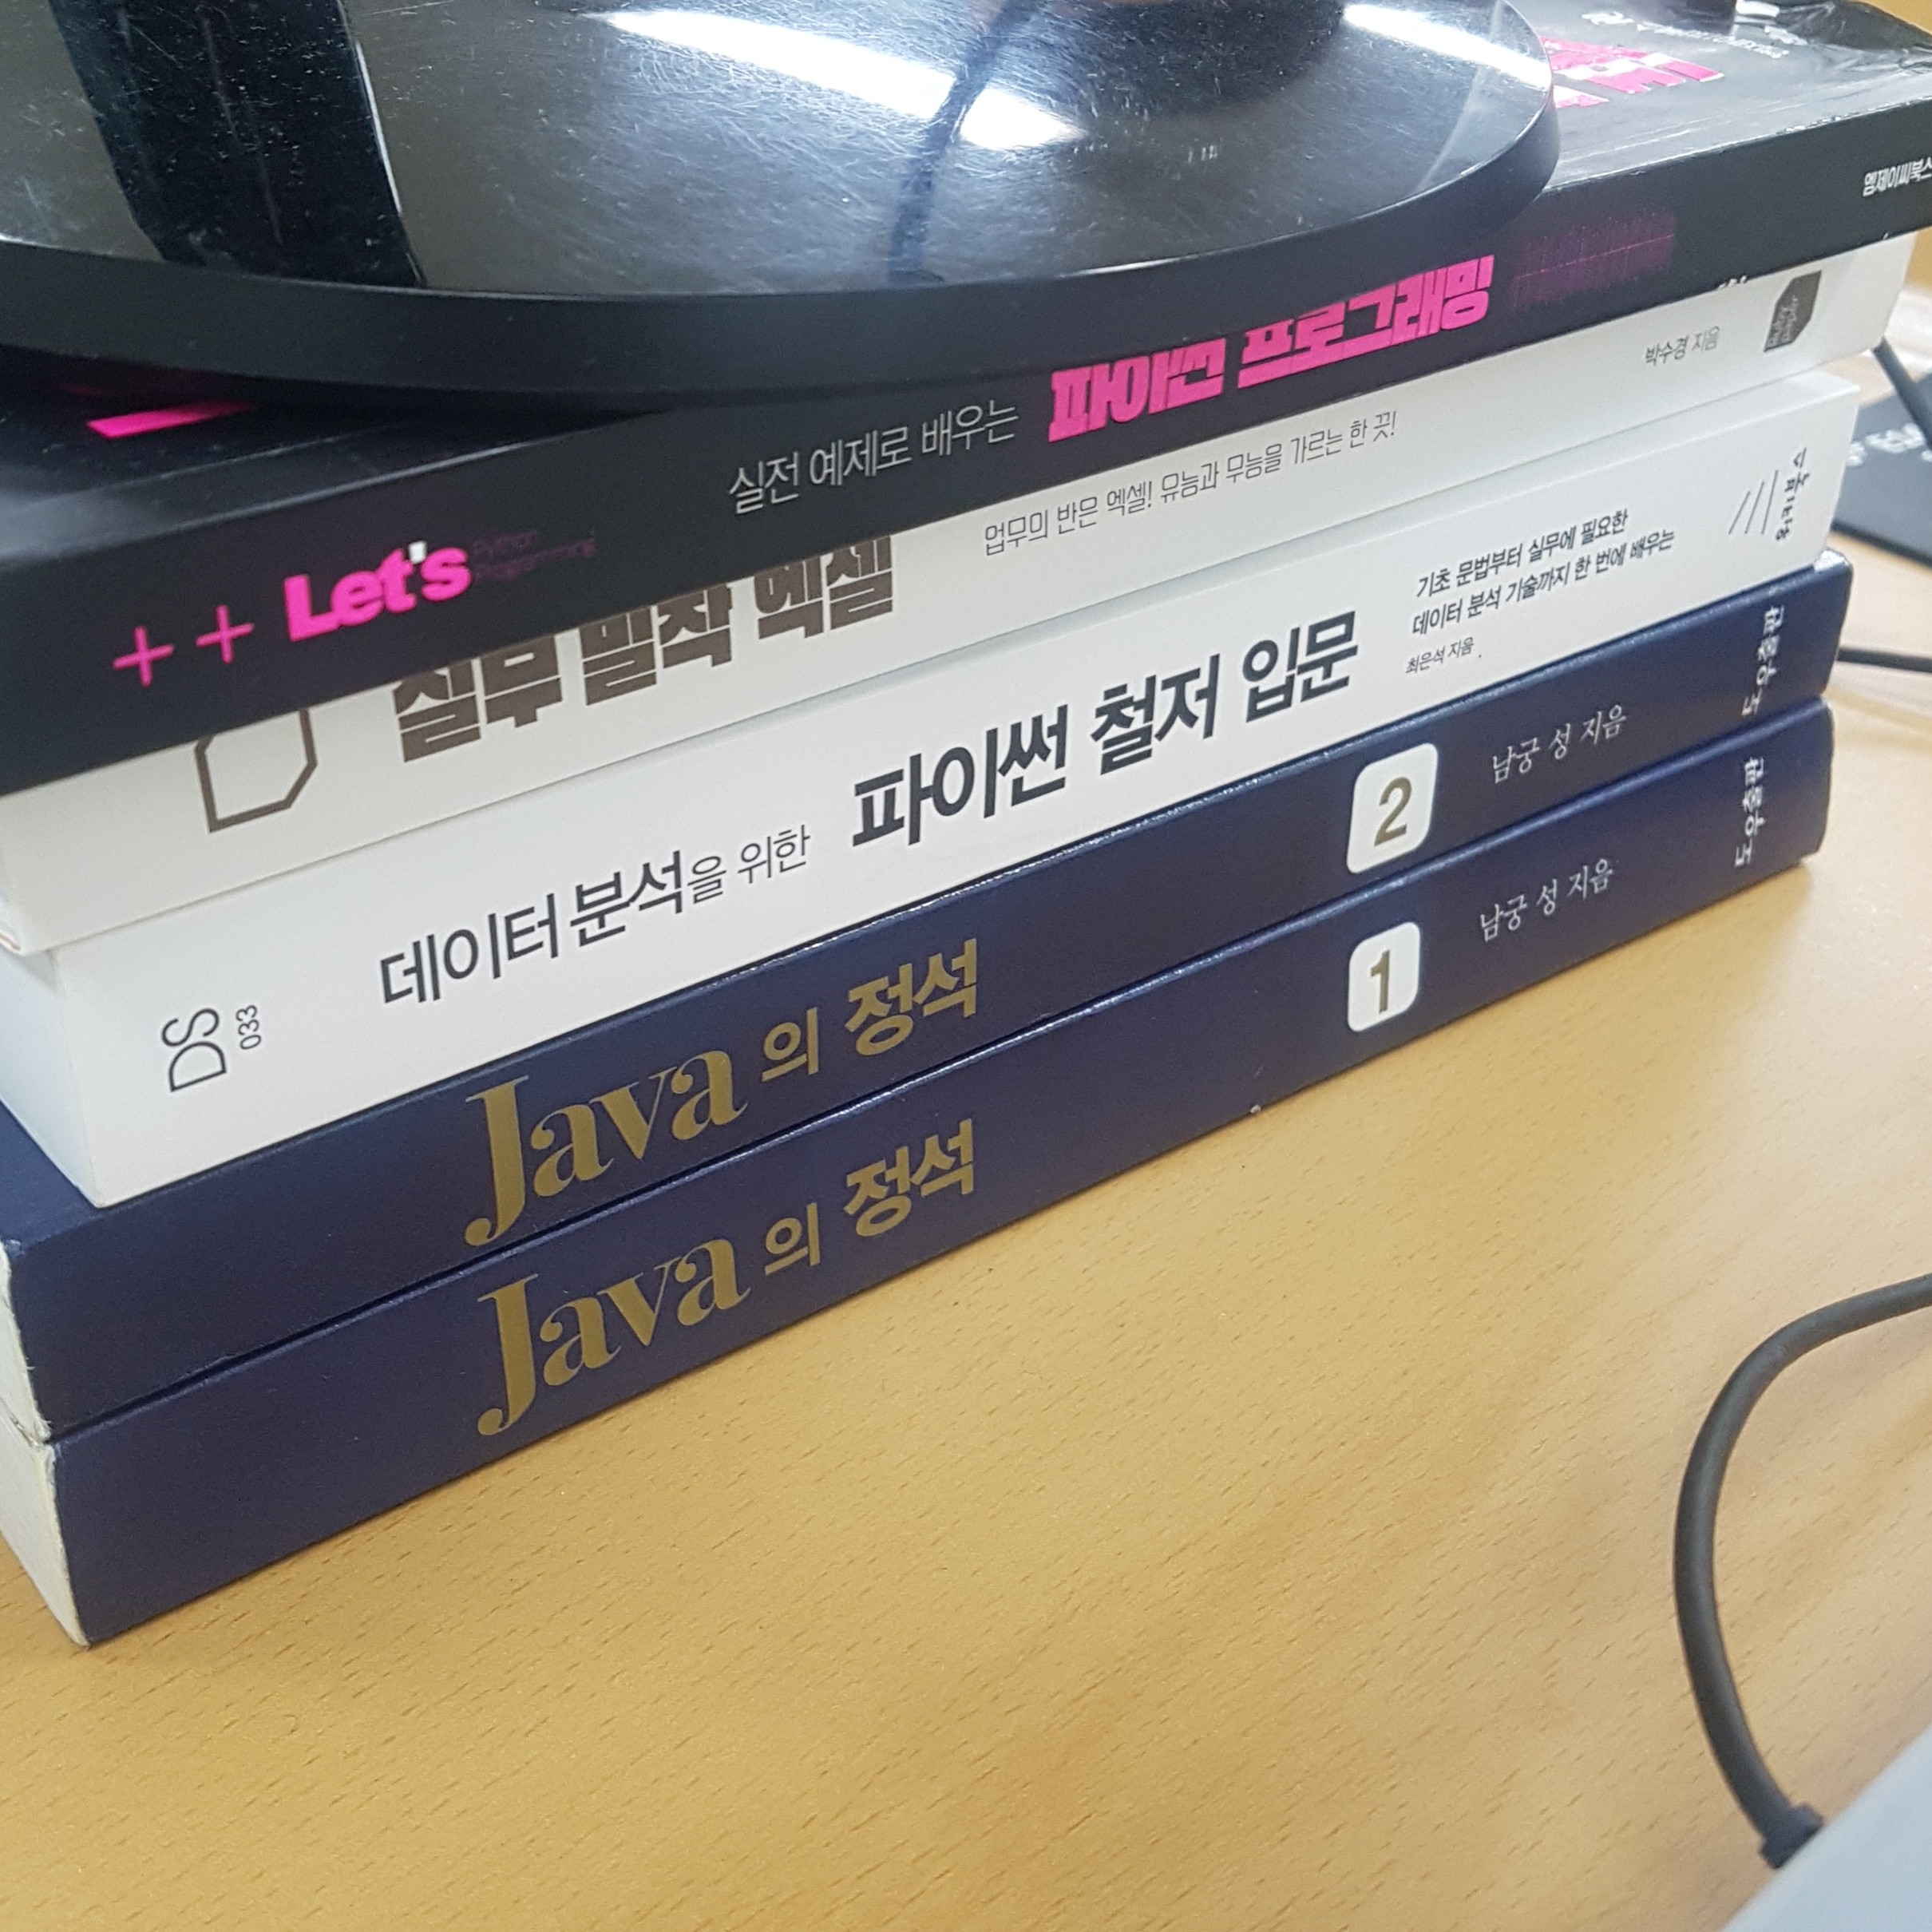 엠제이씨북스
++ Let's Python Programming 실전 예제로 배우는 파이썬 프로그래밍
실무 밀착 엑셀 업무의 반은 엑셀! 유능과 무능을 가르는 한 끗! 박수경 지음
DS 033 데이터 분석을 위한 파이썬 철저 입문
기초 문법부터 실무에 필요한
데이터 분석 기술까지 한 번에 배우는
최은석 지음
위키북스
Java의 정석 2 남궁 성 지음 도우출판
Java의 정석 1 남궁 성 지음 도우출판